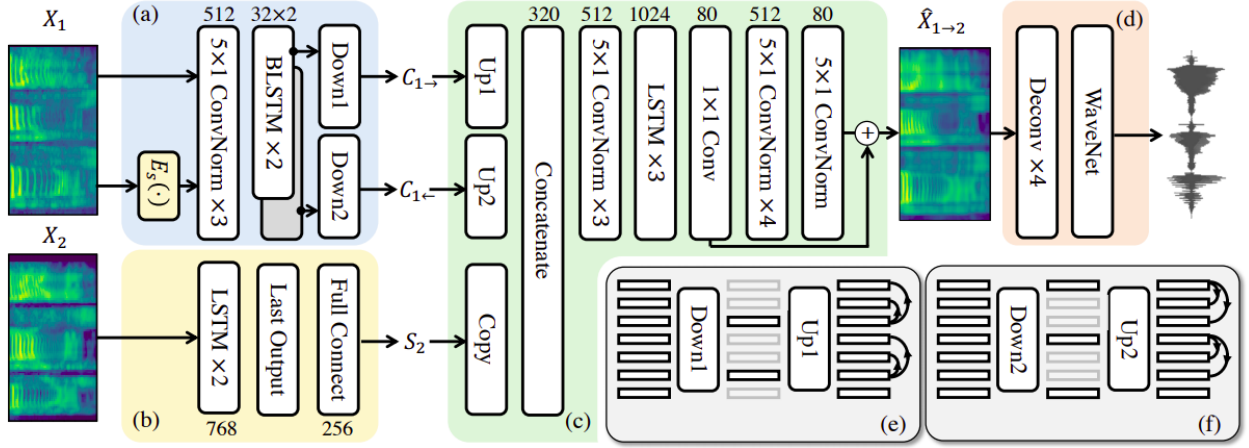 X₁
(a)
512
32×2
5×1 ConvNorm ×3
BLSTM ×2
Down1
Down2
E_s(·)
C₁→
C₁←
X₂
(b)
LSTM ×2
Last Output
Full Connect
768
256
S₂
Up1
Up2
Copy
320
512
1024
80
512
80
Concatenate
5×1 ConvNorm ×3
LSTM ×3
1×1 Conv
5×1 ConvNorm ×4
5×1 ConvNorm
+
(c)
X̂₁→₂
(d)
Deconv ×4
WaveNet
Down1
Up1
(e)
Down2
Up2
(f)